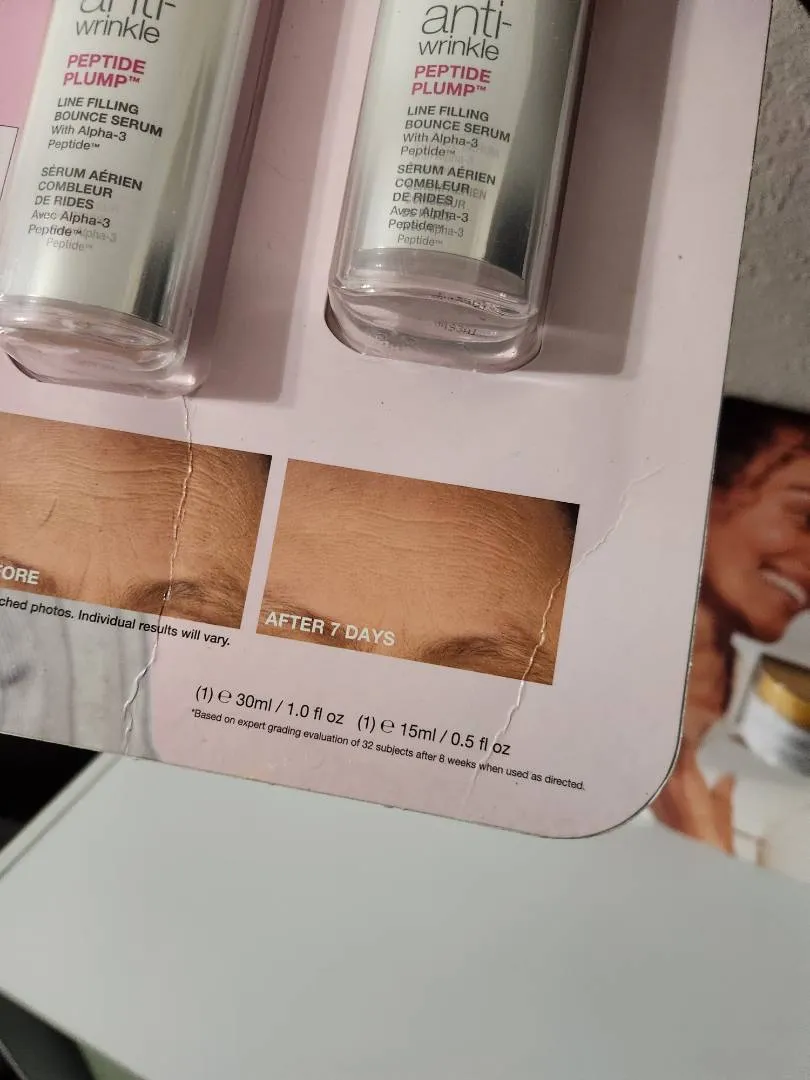 anti-
wrinkle
PEPTIDE
PLUMP™
LINE FILLING
BOUNCE SERUM
With Alpha-3
Peptide™
SÉRUM AÉRIEN
COMBLEUR
DE RIDES
Avec Alpha-3
Peptide™
anti-
wrinkle
PEPTIDE
PLUMP™
LINE FILLING
BOUNCE SERUM
With Alpha-3
Peptide™
SÉRUM AÉRIEN
COMBLEUR
DE RIDES
Avec Alpha-3
Peptide™
ORE
AFTER 7 DAYS
ched photos. Individual results will vary.
(1) ℮ 30ml / 1.0 fl oz (1) ℮ 15ml / 0.5 fl oz
*Based on expert grading evaluation of 32 subjects after 8 weeks when used as directed.